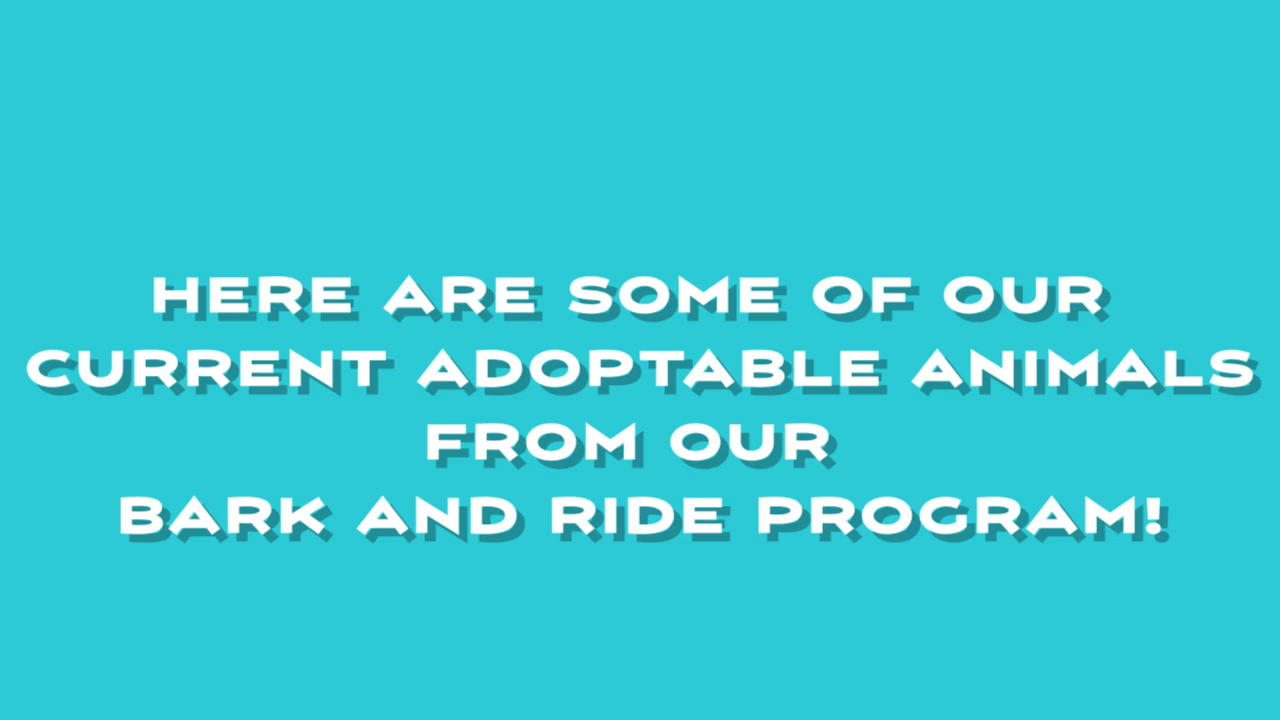 HERE ARE SOME OF OUR
CURRENT ADOPTABLE ANIMALS
FROM OUR
BARK AND RIDE PROGRAM!